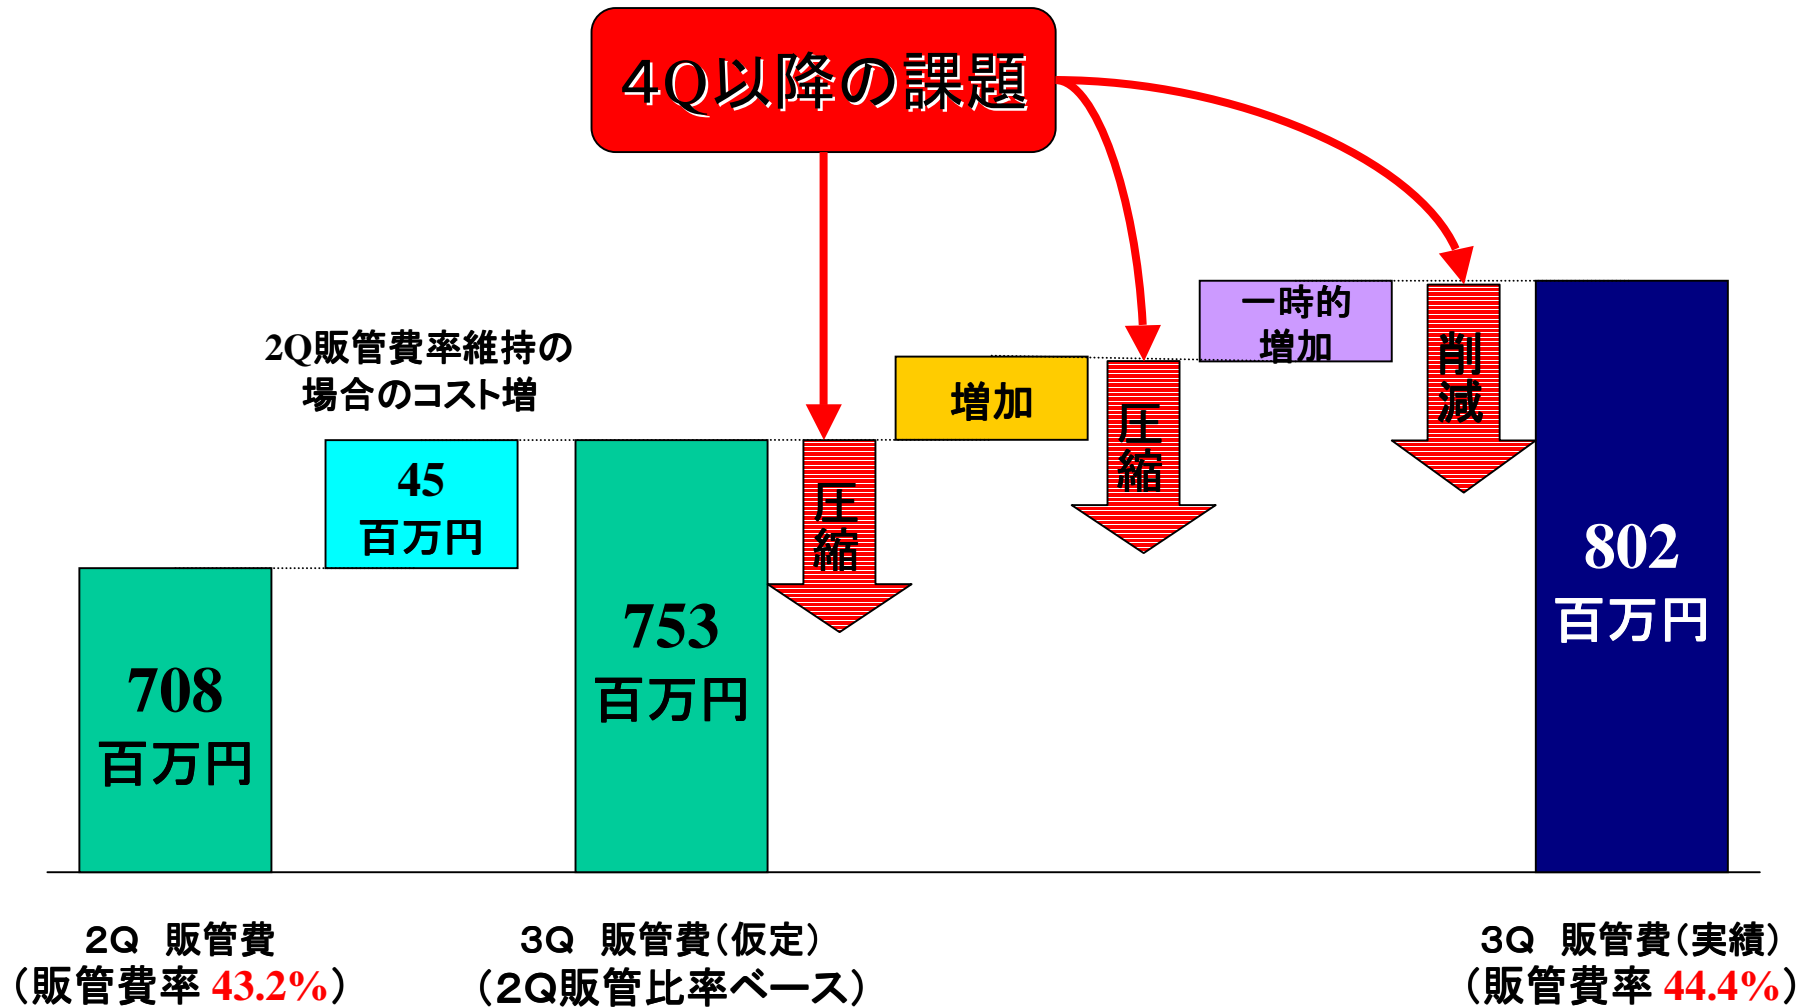 ４Q以降の課題
2Q販管費率維持の
場合のコスト増
一時的
増加
増加
45
百万円
圧縮
圧縮
削減
708
百万円
753
百万円
802
百万円
２Q　販管費
（販管費率 43.2%）
３Q　販管費（仮定）
（２Q販管比率ベース）
３Q　販管費（実績）
（販管費率 44.4%）